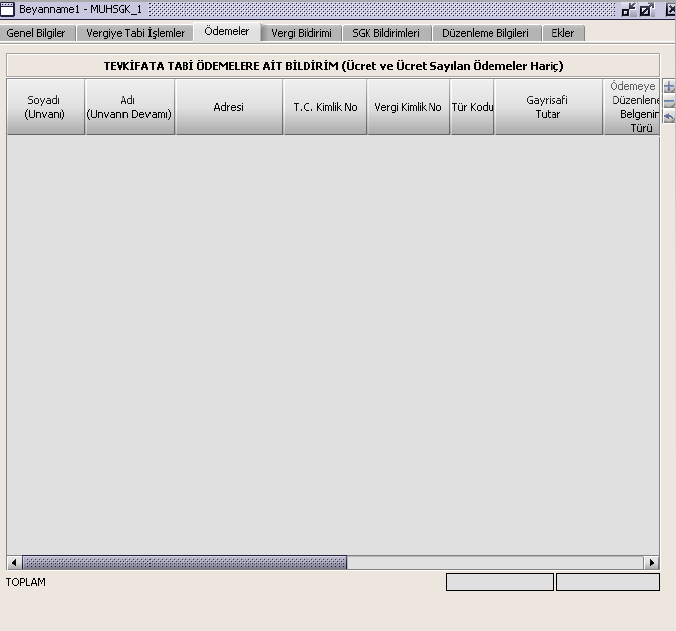 Beyanname1 - MUHSGK_1
Genel Bilgiler
Vergiye Tabi İşlemler
Ödemeler
Vergi Bildirimi
SGK Bildirimleri
Düzenleme Bilgileri
Ekler
TEVKİFATA TABİ ÖDEMELERE AİT BİLDİRİM (Ücret ve Ücret Sayılan Ödemeler Hariç)
Soyadı
(Unvanı)
Adı
(Unvanın Devamı)
Adresi
T.C. Kimlik No
Vergi Kimlik No
Tür Kodu
Gayrisafi
Tutar
Ödemeye
Düzenlene
Belgenin
Türü
TOPLAM